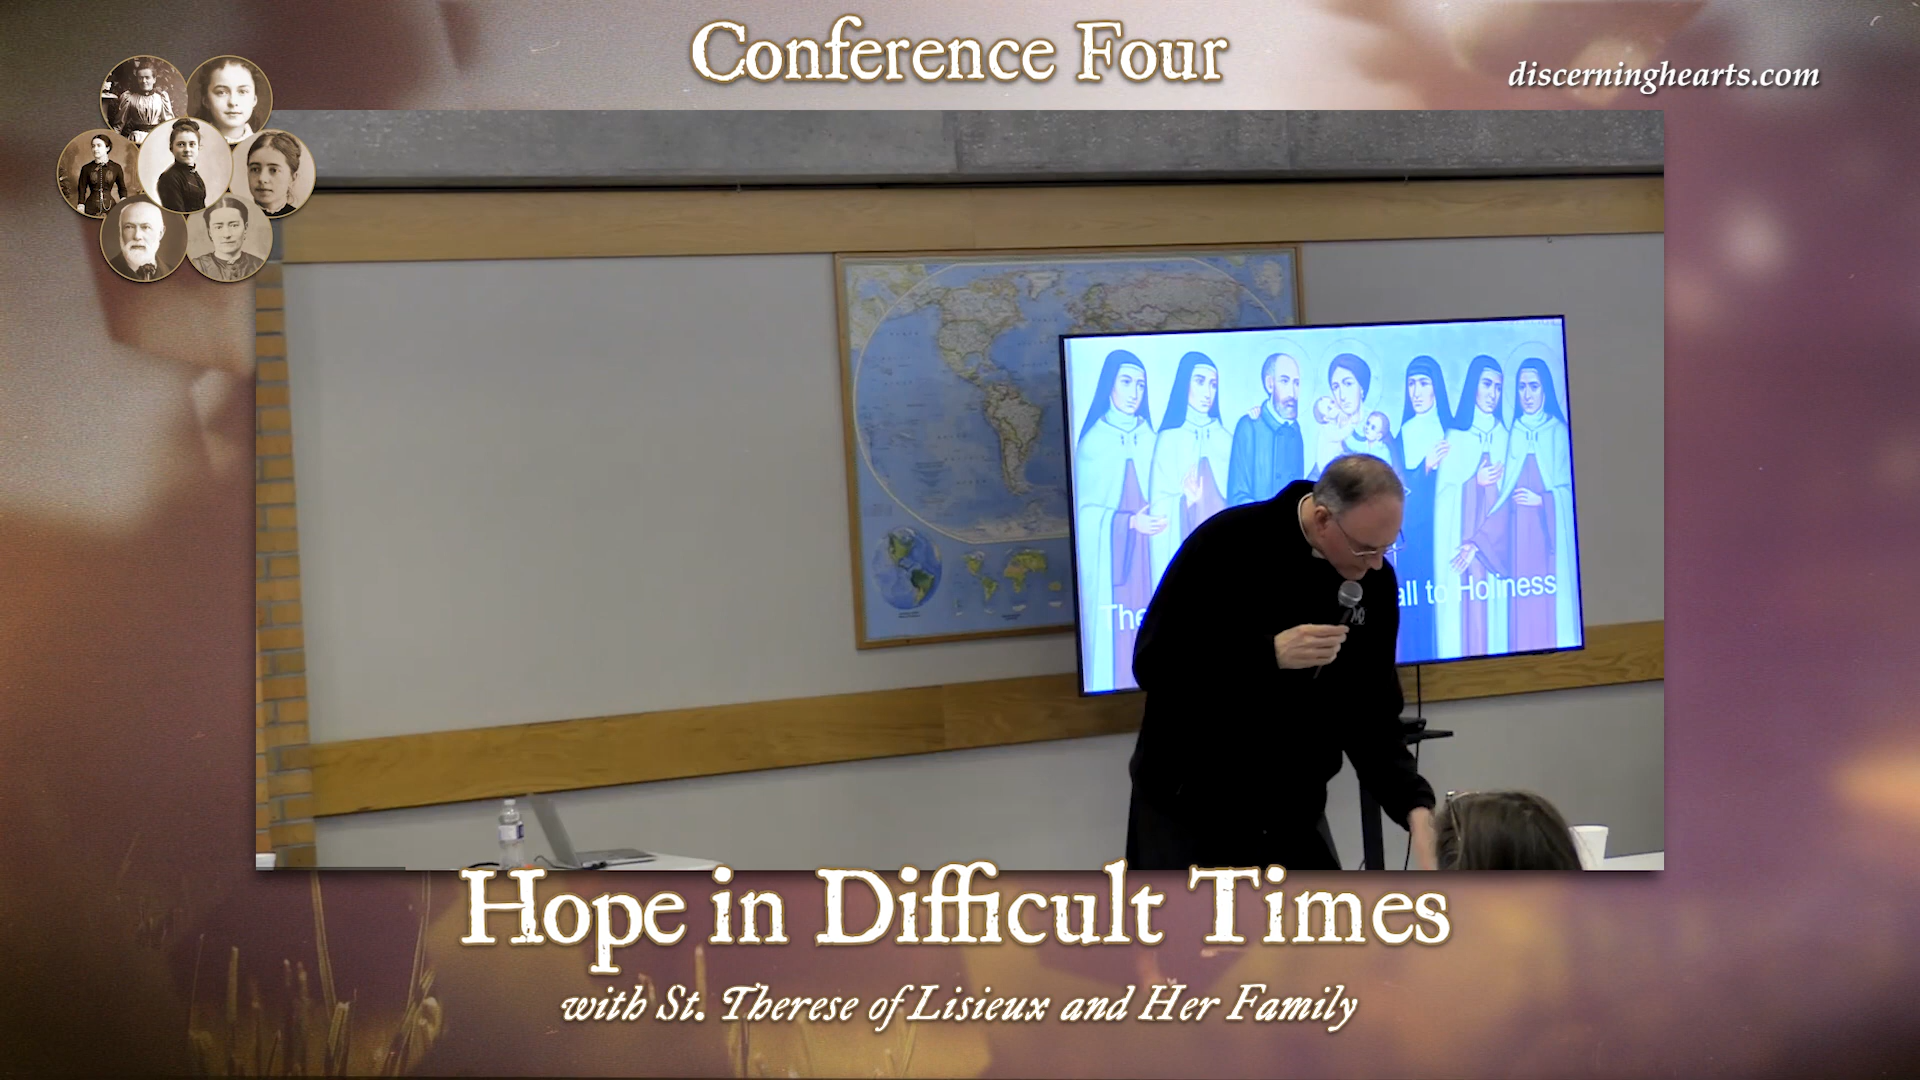 Conference Four
discerninghearts.com
all to Holiness
The
Hope in Difficult Times
with St. Therese of Lisieux and Her Family